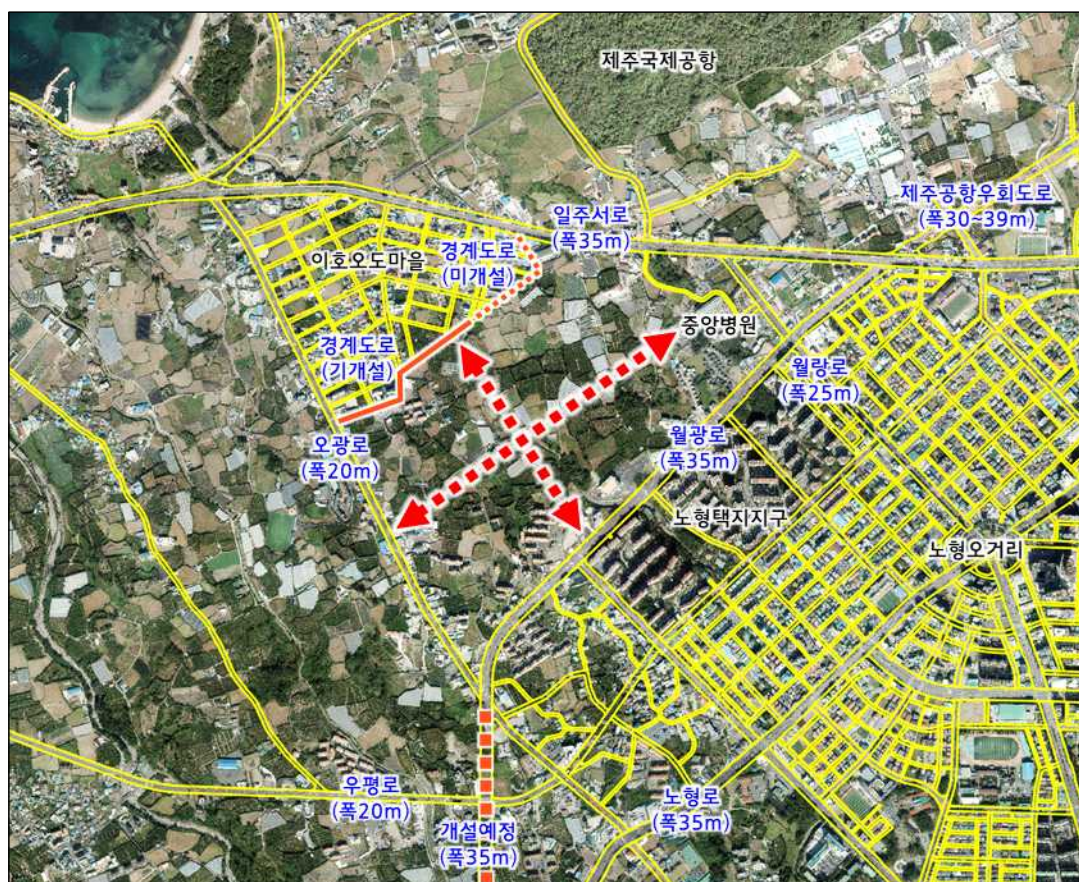 제주국제공항
제주공항우회도로
(폭30~39m)
일주서로
(폭35m)
경계도로
(미개설)
이호오도마을
중앙병원
경계도로
(기개설)
월랑로
(폭25m)
오광로
(폭20m)
월광로
(폭35m)
노형택지지구
노형오거리
우평로
(폭20m)
노형로
(폭35m)
개설예정
(폭35m)